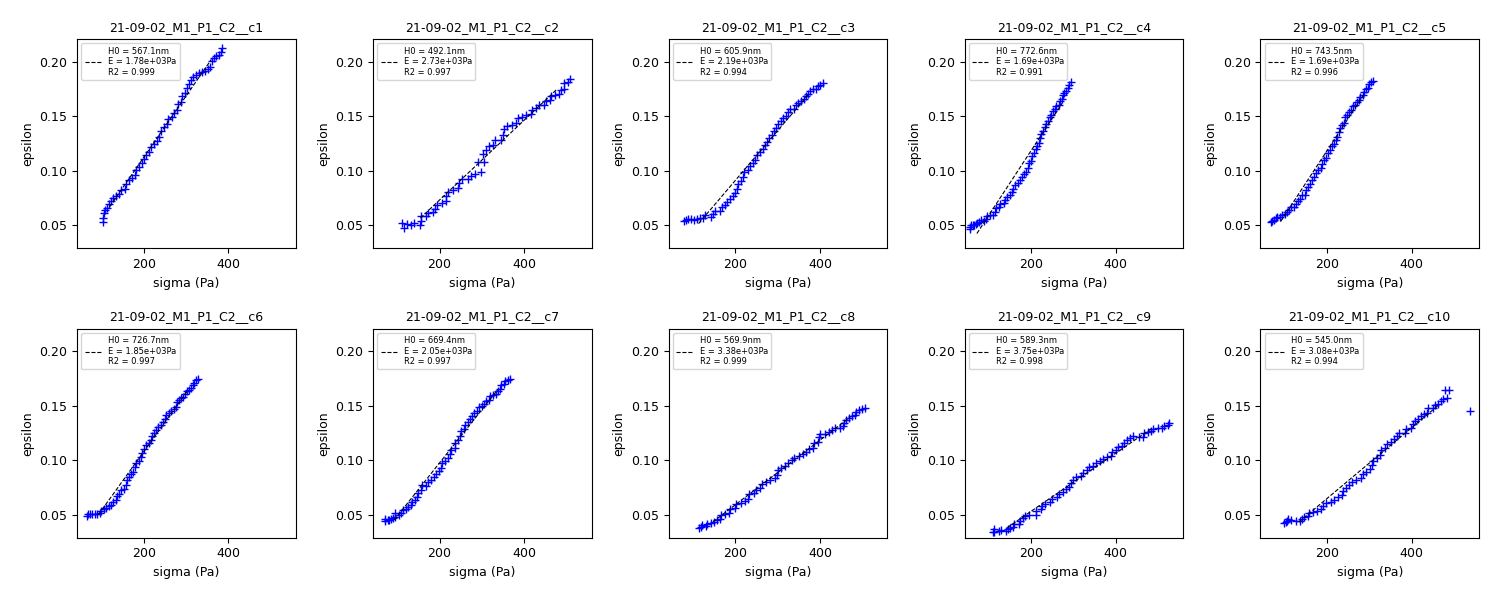 21-09-02_M1_P1_C2__c1
H0 = 567.1nm
E = 1.78e+03Pa
R2 = 0.999
0.20
0.15
0.10
0.05
epsilon
200 400
sigma (Pa)
21-09-02_M1_P1_C2__c2
H0 = 492.1nm
E = 2.73e+03Pa
R2 = 0.997
0.20
0.15
0.10
0.05
epsilon
200 400
sigma (Pa)
21-09-02_M1_P1_C2__c3
H0 = 605.9nm
E = 2.19e+03Pa
R2 = 0.994
0.20
0.15
0.10
0.05
epsilon
200 400
sigma (Pa)
21-09-02_M1_P1_C2__c4
H0 = 772.6nm
E = 1.69e+03Pa
R2 = 0.991
0.20
0.15
0.10
0.05
epsilon
200 400
sigma (Pa)
21-09-02_M1_P1_C2__c5
H0 = 743.5nm
E = 1.69e+03Pa
R2 = 0.996
0.20
0.15
0.10
0.05
epsilon
200 400
sigma (Pa)
21-09-02_M1_P1_C2__c6
H0 = 726.7nm
E = 1.85e+03Pa
R2 = 0.997
0.20
0.15
0.10
0.05
epsilon
200 400
sigma (Pa)
21-09-02_M1_P1_C2__c7
H0 = 669.4nm
E = 2.05e+03Pa
R2 = 0.997
0.20
0.15
0.10
0.05
epsilon
200 400
sigma (Pa)
21-09-02_M1_P1_C2__c8
H0 = 569.9nm
E = 3.38e+03Pa
R2 = 0.999
0.20
0.15
0.10
0.05
epsilon
200 400
sigma (Pa)
21-09-02_M1_P1_C2__c9
H0 = 589.3nm
E = 3.75e+03Pa
R2 = 0.998
0.20
0.15
0.10
0.05
epsilon
200 400
sigma (Pa)
21-09-02_M1_P1_C2__c10
H0 = 545.0nm
E = 3.08e+03Pa
R2 = 0.994
0.20
0.15
0.10
0.05
epsilon
200 400
sigma (Pa)